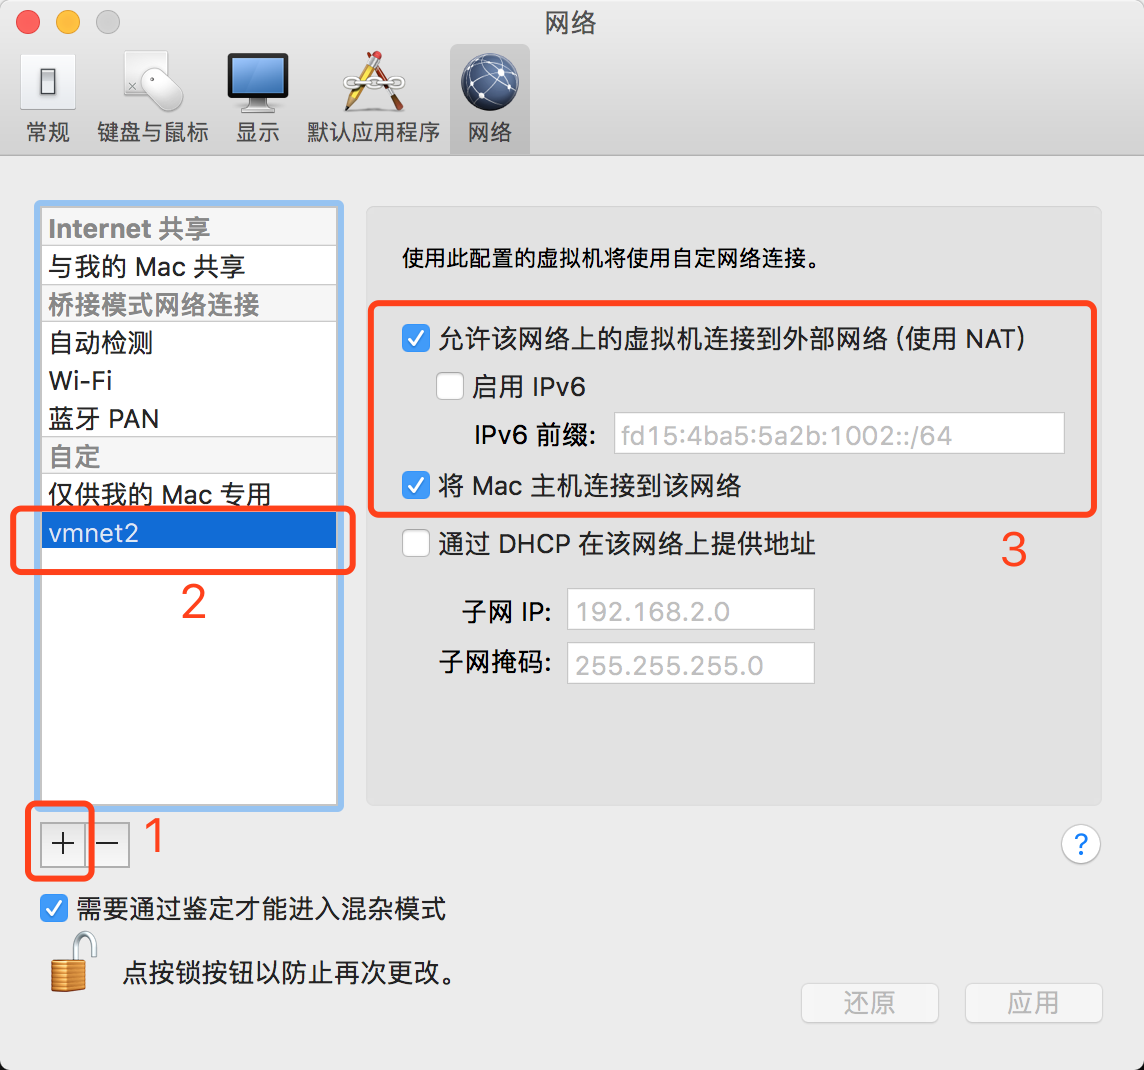 网络
常规 键盘与鼠标 显示 默认应用程序 网络
Internet 共享
与我的 Mac 共享
桥接模式网络连接
自动检测
Wi-Fi
蓝牙 PAN
自定
仅供我的 Mac 专用
vmnet2
2
+ − 1
使用此配置的虚拟机将使用自定网络连接。
允许该网络上的虚拟机连接到外部网络 (使用 NAT)
启用 IPv6
IPv6 前缀: fd15:4ba5:5a2b:1002::/64
将 Mac 主机连接到该网络
3
通过 DHCP 在该网络上提供地址
子网 IP: 192.168.2.0
子网掩码: 255.255.255.0
?
需要通过鉴定才能进入混杂模式
点按锁按钮以防止再次更改。
还原 应用